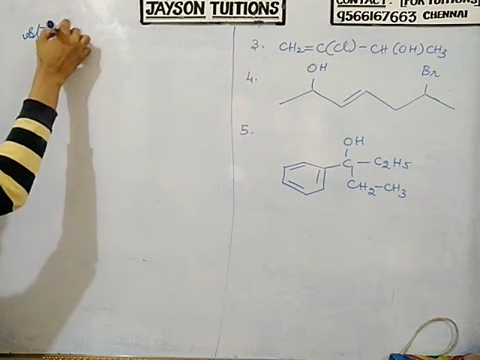 JAYSON TUITIONS
CONTACT: [FOR TUITIONS]
9566167663 CHENNAI
3. CH₂=C(Cl)-CH(OH)CH₃
4.
OH
Br
5.
OH
C-C₂H₅
CH₂-CH₃